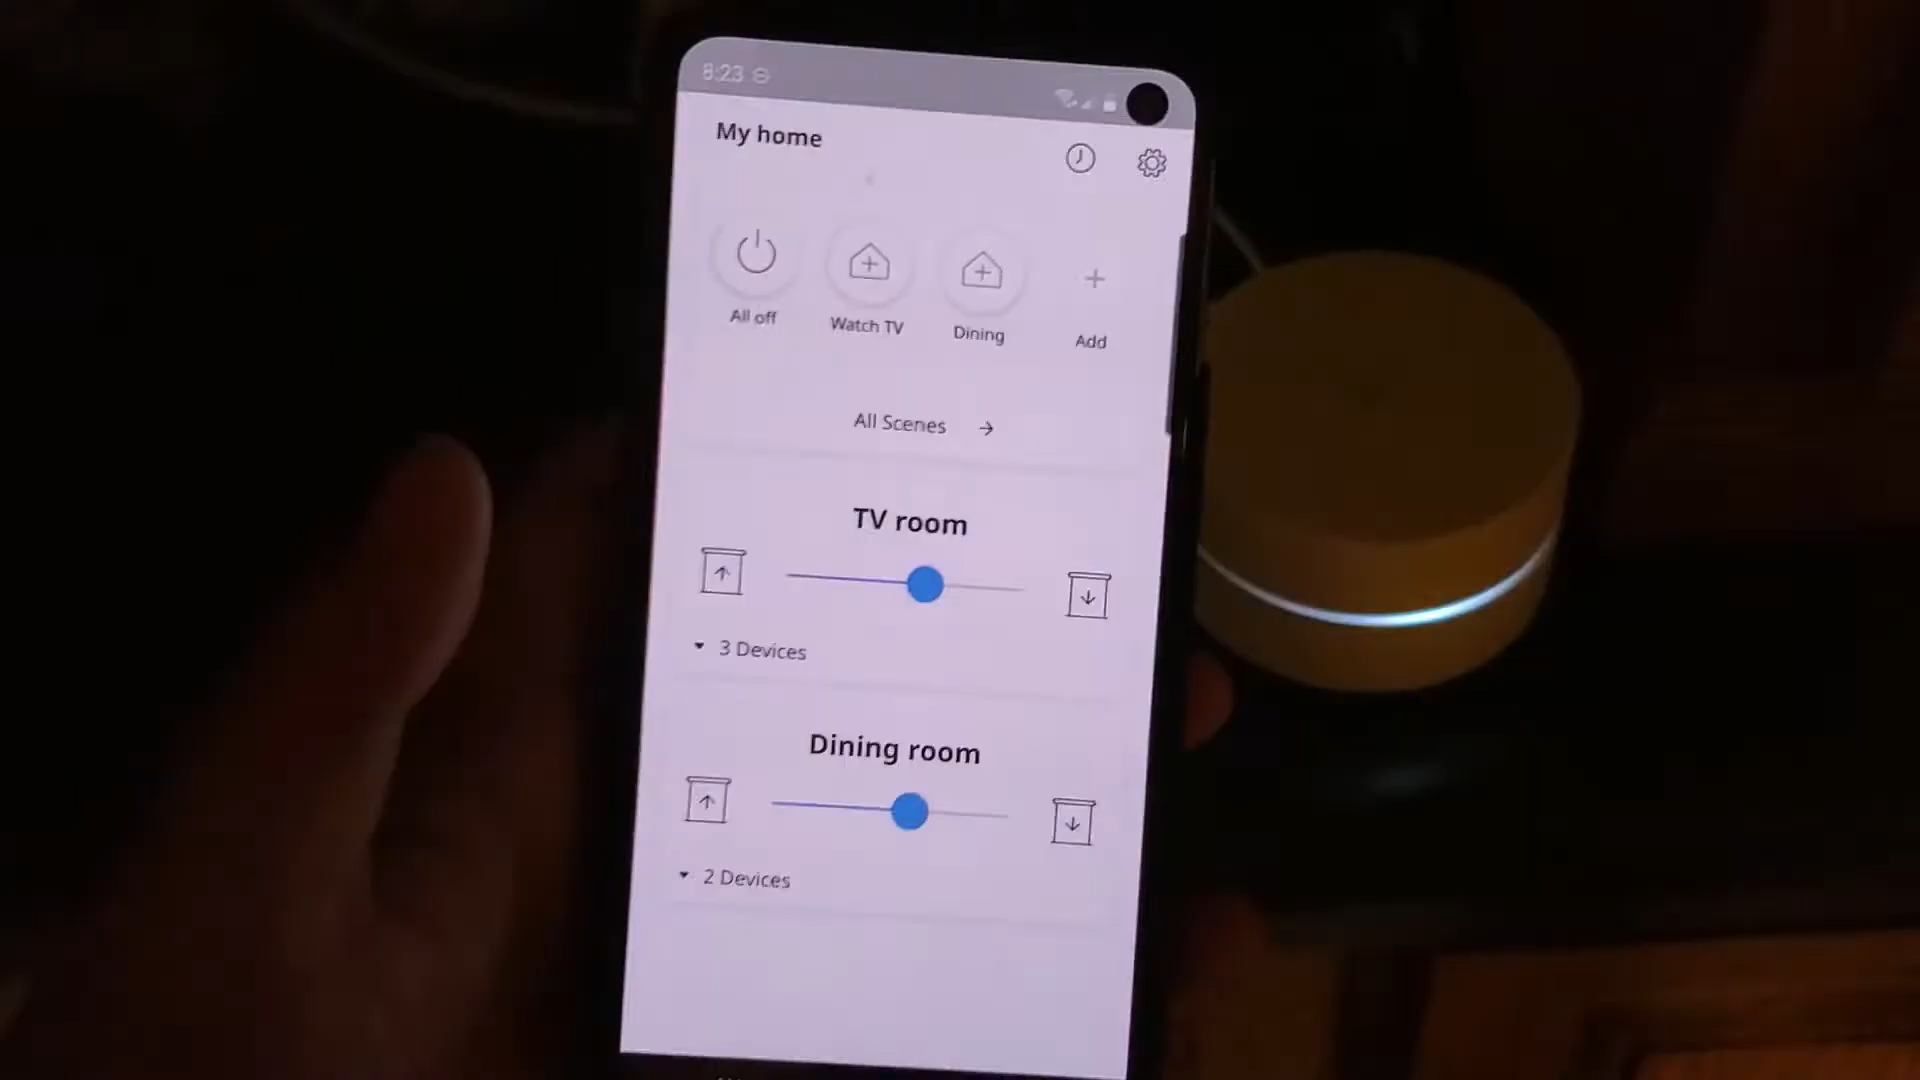 8:23
My home
All off
Watch TV
Dining
Add
All Scenes
TV room
3 Devices
Dining room
2 Devices